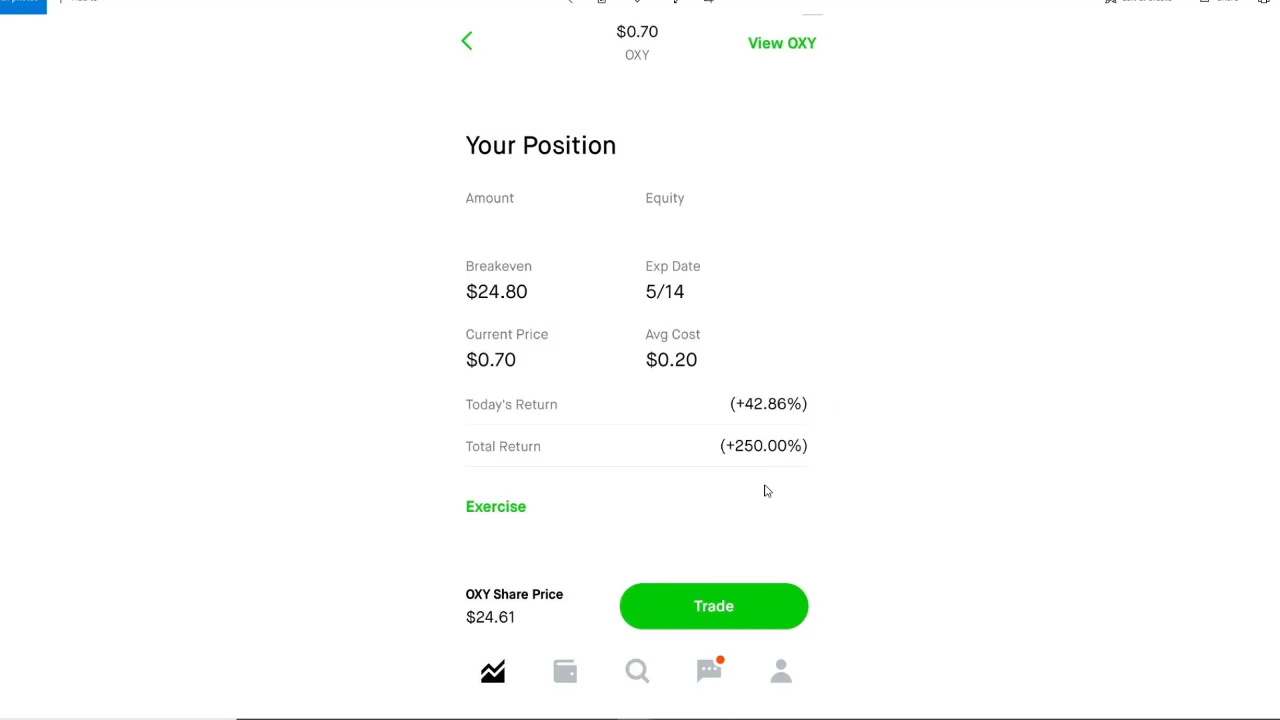 $0.70
OXY
View OXY
Your Position
Amount
Equity
Breakeven
Exp Date
$24.80
5/14
Current Price
Avg Cost
$0.70
$0.20
Today's Return
(+42.86%)
Total Return
(+250.00%)
Exercise
OXY Share Price
$24.61
Trade